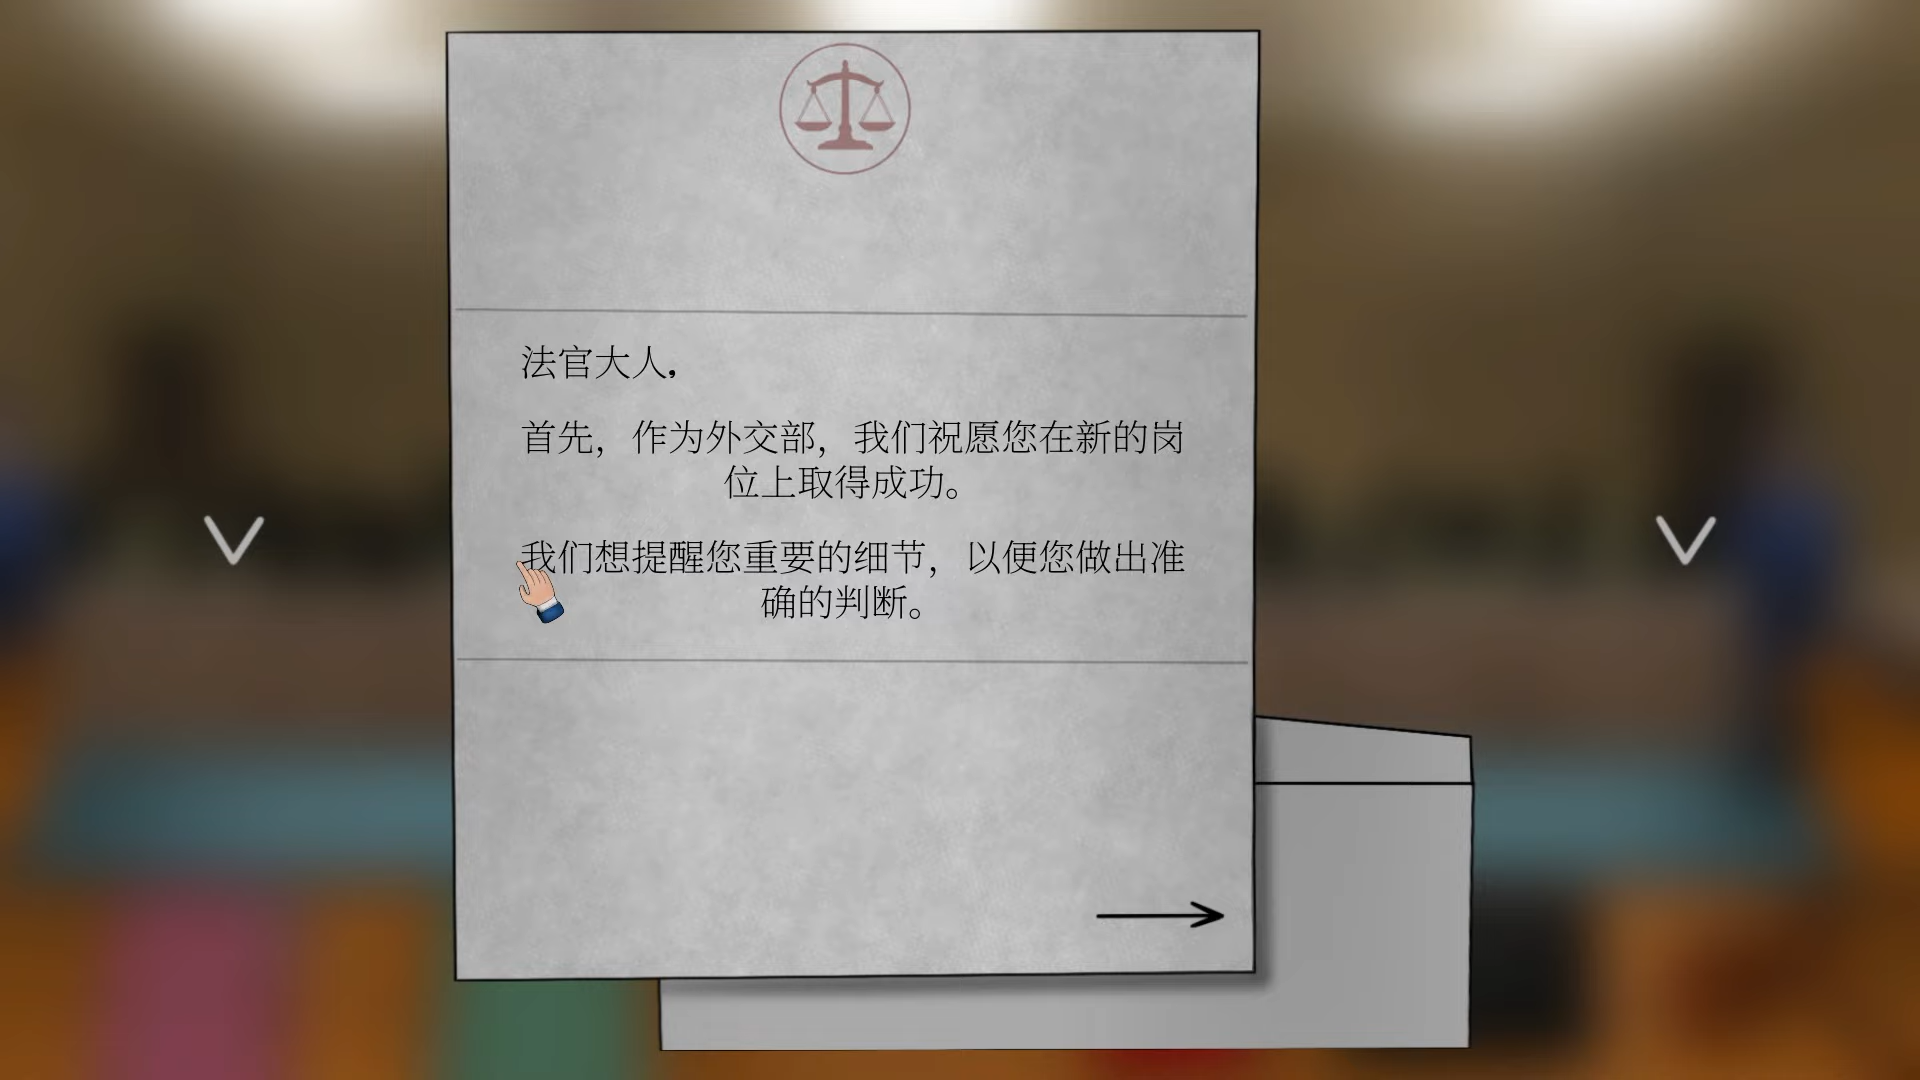 法官大人,
首先，作为外交部，我们祝愿您在新的岗
位上取得成功。
我们想提醒您重要的细节，以便您做出准
确的判断。